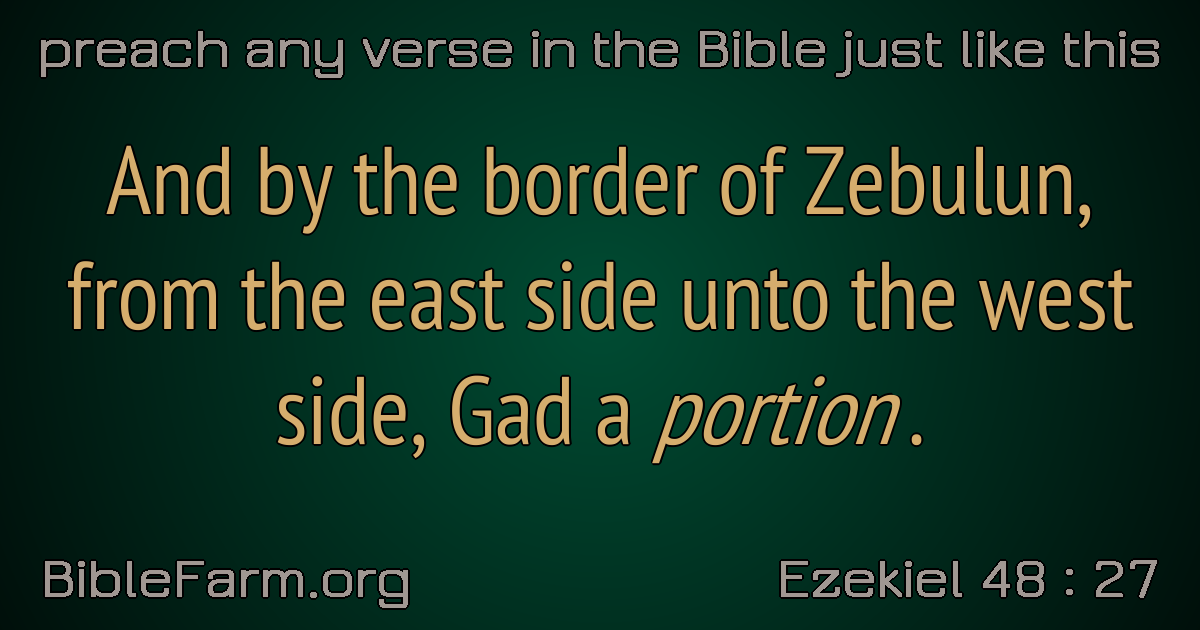 preach any verse in the Bible just like this
And by the border of Zebulun,
from the east side unto the west
side, Gad a portion.
BibleFarm.org
Ezekiel 48 : 27